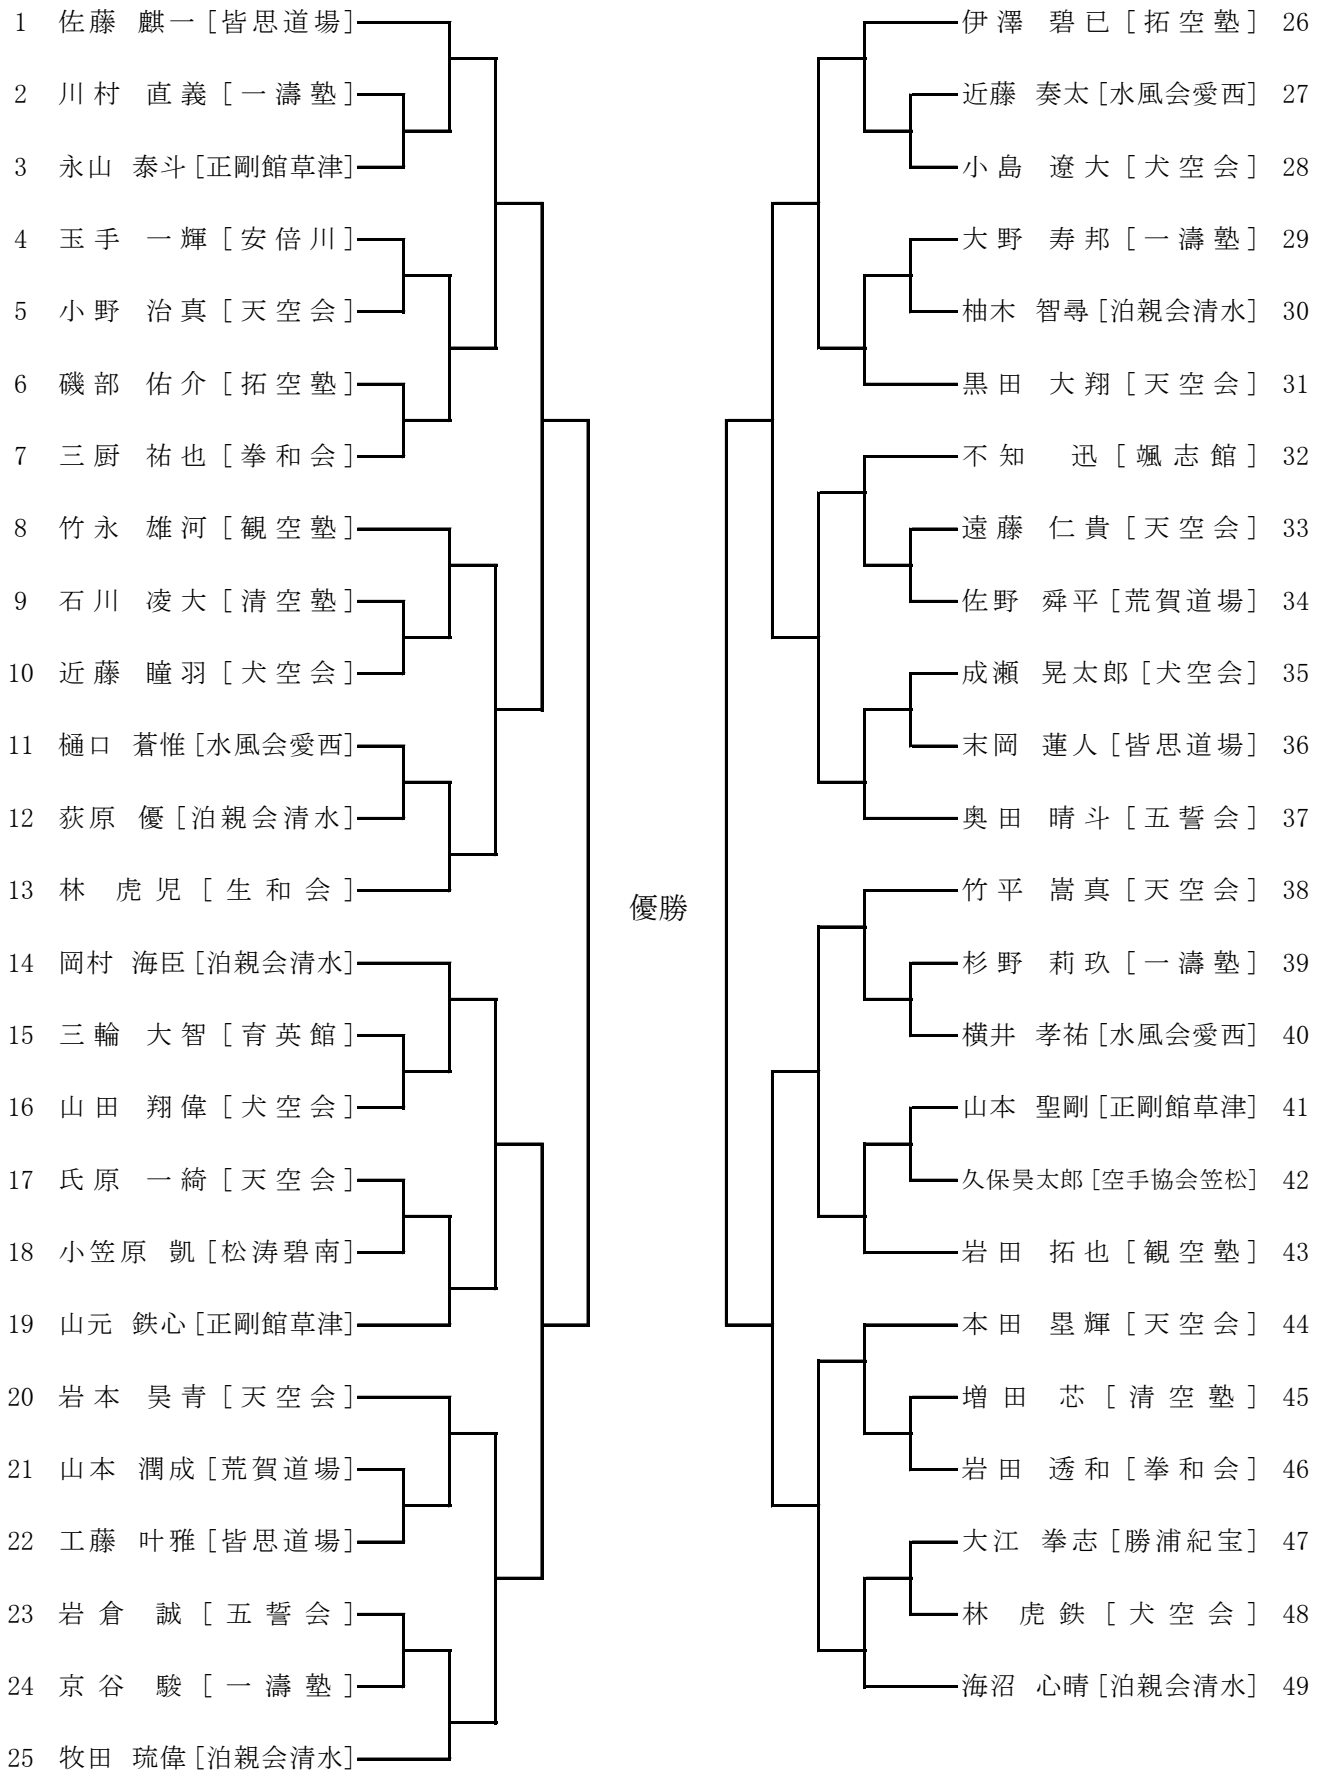 1 佐藤 麒一 [皆思道場]
2 川村 直義 [一濤塾]
3 永山 泰斗 [正剛館草津]
4 玉手 一輝 [安倍川]
5 小野 治真 [天空会]
6 磯部 佑介 [拓空塾]
7 三厨 祐也 [拳和会]
8 竹永 雄河 [観空塾]
9 石川 凌大 [清空塾]
10 近藤 瞳羽 [犬空会]
11 樋口 蒼惟 [水風会愛西]
12 荻原 優 [泊親会清水]
13 林 虎児 [生和会]
14 岡村 海臣 [泊親会清水]
15 三輪 大智 [育英館]
16 山田 翔偉 [犬空会]
17 氏原 一綺 [天空会]
18 小笠原 凱 [松涛碧南]
19 山元 鉄心 [正剛館草津]
20 岩本 昊青 [天空会]
21 山本 潤成 [荒賀道場]
22 工藤 叶雅 [皆思道場]
23 岩倉 誠 [五誓会]
24 京谷 駿 [一濤塾]
25 牧田 琉偉 [泊親会清水]
優勝
伊澤 碧已 [拓空塾] 26
近藤 奏太 [水風会愛西] 27
小島 遼大 [犬空会] 28
大野 寿邦 [一濤塾] 29
柚木 智尋 [泊親会清水] 30
黒田 大翔 [天空会] 31
不知 迅 [颯志館] 32
遠藤 仁貴 [天空会] 33
佐野 舜平 [荒賀道場] 34
成瀬 晃太郎 [犬空会] 35
末岡 蓮人 [皆思道場] 36
奥田 晴斗 [五誓会] 37
竹平 嵩真 [天空会] 38
杉野 莉玖 [一濤塾] 39
横井 孝祐 [水風会愛西] 40
山本 聖剛 [正剛館草津] 41
久保昊太郎 [空手協会笠松] 42
岩田 拓也 [観空塾] 43
本田 塁輝 [天空会] 44
増田 芯 [清空塾] 45
岩田 透和 [拳和会] 46
大江 拳志 [勝浦紀宝] 47
林 虎鉄 [犬空会] 48
海沼 心晴 [泊親会清水] 49